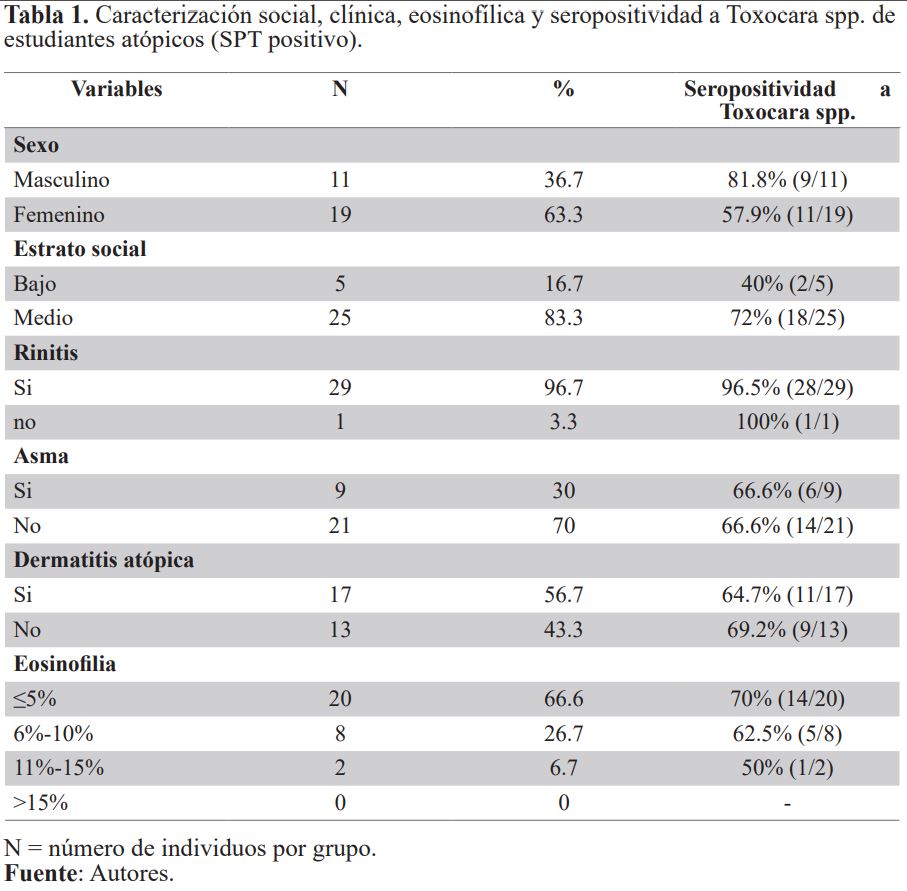 Tabla 1. Caracterización social, clínica, eosinofílica y seropositividad a Toxocara spp. de
estudiantes atópicos (SPT positivo).
Variables N % Seropositividad a
Toxocara spp.
Sexo
Masculino 11 36.7 81.8% (9/11)
Femenino 19 63.3 57.9% (11/19)
Estrato social
Bajo 5 16.7 40% (2/5)
Medio 25 83.3 72% (18/25)
Rinitis
Si 29 96.7 96.5% (28/29)
no 1 3.3 100% (1/1)
Asma
Si 9 30 66.6% (6/9)
No 21 70 66.6% (14/21)
Dermatitis atópica
Si 17 56.7 64.7% (11/17)
No 13 43.3 69.2% (9/13)
Eosinofilia
≤5% 20 66.6 70% (14/20)
6%-10% 8 26.7 62.5% (5/8)
11%-15% 2 6.7 50% (1/2)
>15% 0 0 -
N = número de individuos por grupo.
Fuente: Autores.